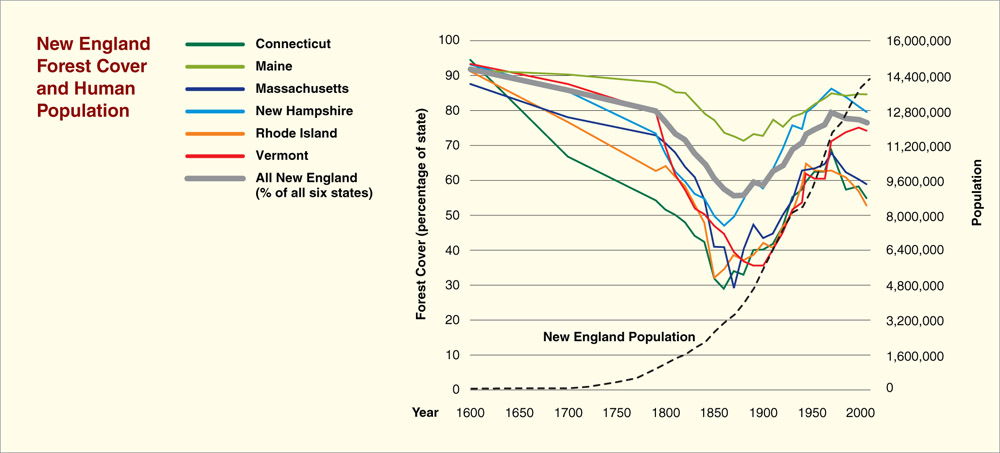 New England
Forest Cover
and Human
Population
Connecticut
Maine
Massachusetts
New Hampshire
Rhode Island
Vermont
All New England
(% of all six states)
Forest Cover (percentage of state)
100
90
80
70
60
50
40
30
20
10
0
New England Population
16,000,000
14,400,000
12,800,000
11,200,000
9,600,000
8,000,000
6,400,000
4,800,000
3,200,000
1,600,000
0
Population
Year 1600 1650 1700 1750 1800 1850 1900 1950 2000